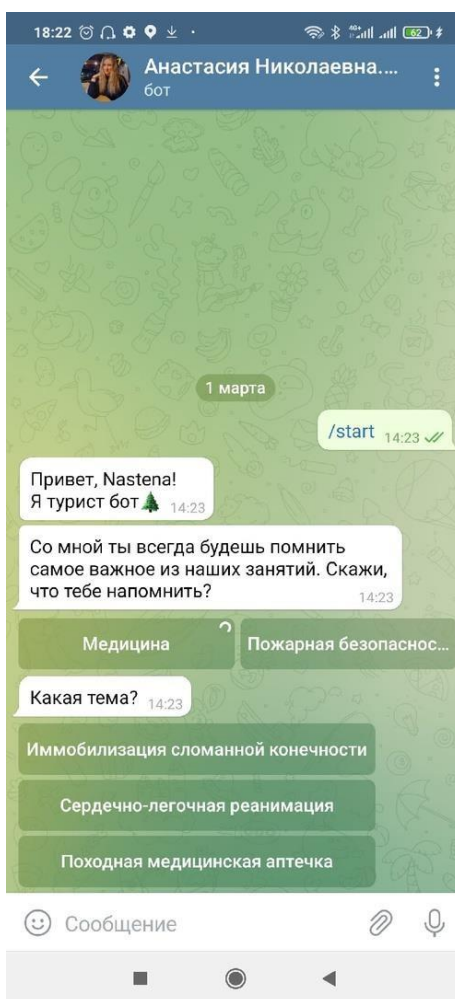 18:22
4G+
62
Анастасия Николаевна....
бот
1 марта
/start 14:23
Привет, Nastena!
Я турист бот🌲 14:23
Со мной ты всегда будешь помнить
самое важное из наших занятий. Скажи,
что тебе напомнить?
14:23
Медицина
Пожарная безопаснос...
Какая тема? 14:23
Иммобилизация сломанной конечности
Сердечно-легочная реанимация
Походная медицинская аптечка
Сообщение